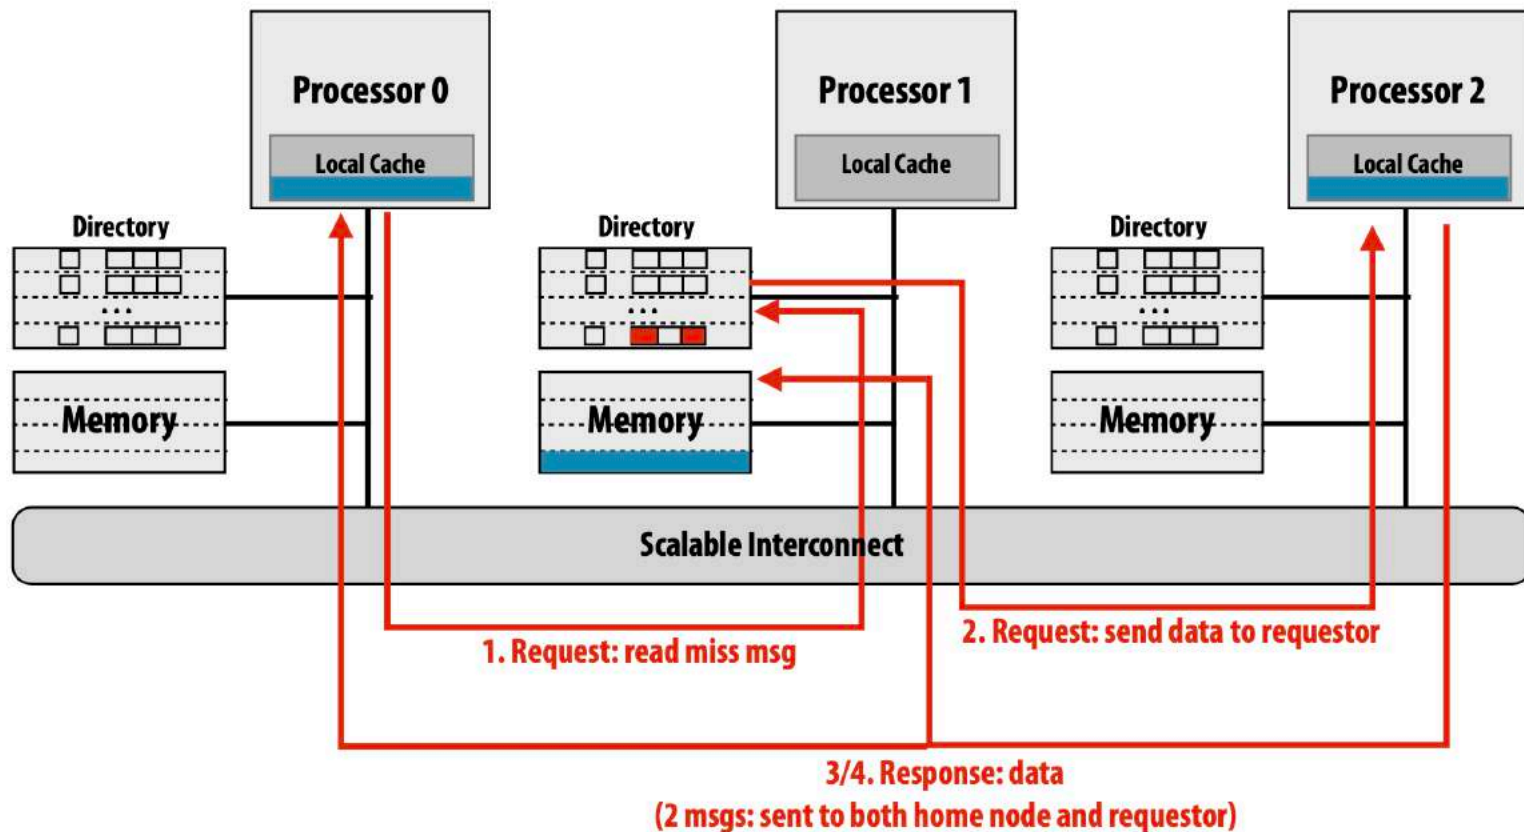 Processor 0
Processor 1
Processor 2
Local Cache
Local Cache
Local Cache
Directory
Directory
Directory
...
...
...
Memory
Memory
Memory
Scalable Interconnect
1. Request: read miss msg
2. Request: send data to requestor
3/4. Response: data
(2 msgs: sent to both home node and requestor)